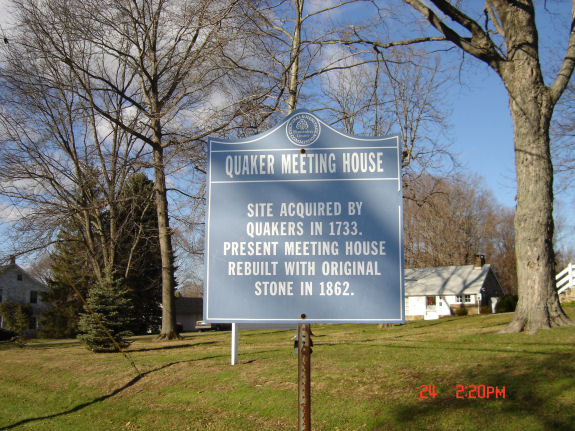 QUAKER MEETING HOUSE
SITE ACQUIRED BY
QUAKERS IN 1733.
PRESENT MEETING HOUSE
REBUILT WITH ORIGINAL
STONE IN 1862.
24 2:20PM